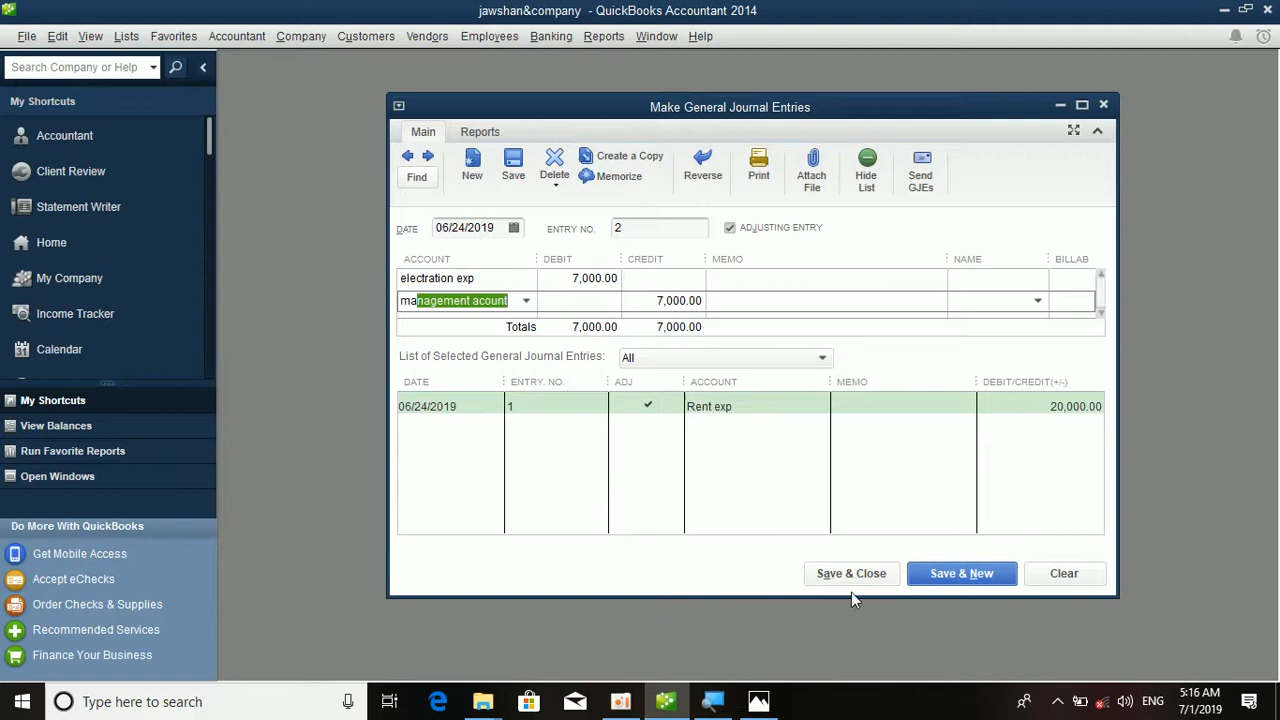 jawshan&company - QuickBooks Accountant 2014
File Edit View Lists Favorites Accountant Company Customers Vendors Employees Banking Reports Window Help
Search Company or Help
My Shortcuts
Accountant
Client Review
Statement Writer
Home
My Company
Income Tracker
Calendar
My Shortcuts
View Balances
Run Favorite Reports
Open Windows
Do More With QuickBooks
Get Mobile Access
Accept eChecks
Order Checks & Supplies
Recommended Services
Finance Your Business
Make General Journal Entries
Main Reports
Find New Save Delete Create a Copy
Memorize Reverse Print Attach File Hide List Send GJEs
DATE 06/24/2019 ENTRY NO. 2 ADJUSTING ENTRY
ACCOUNT DEBIT CREDIT MEMO NAME BILLAB
electration exp 7,000.00
management acount 7,000.00
Totals 7,000.00 7,000.00
List of Selected General Journal Entries: All
DATE ENTRY. NO. ADJ ACCOUNT MEMO DEBIT/CREDIT(+/-)
06/24/2019 1 Rent exp 20,000.00
Save & Close Save & New Clear
Type here to search
ENG
5:16 AM
7/1/2019